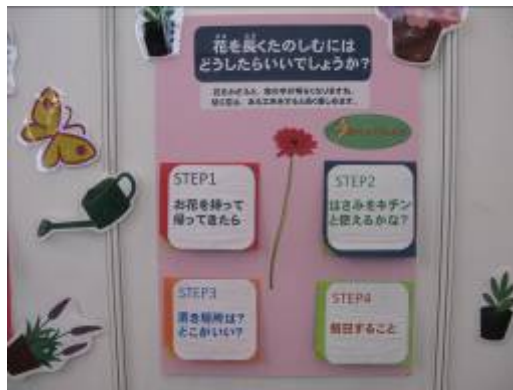 花を長くたのしむには
どうしたらいいでしょうか？
STEP1
お花を持って
帰ってきたら
STEP2
はさみをキチン
と使えるかな？
STEP3
置き場所は？
どこがいい？
STEP4
毎日すること